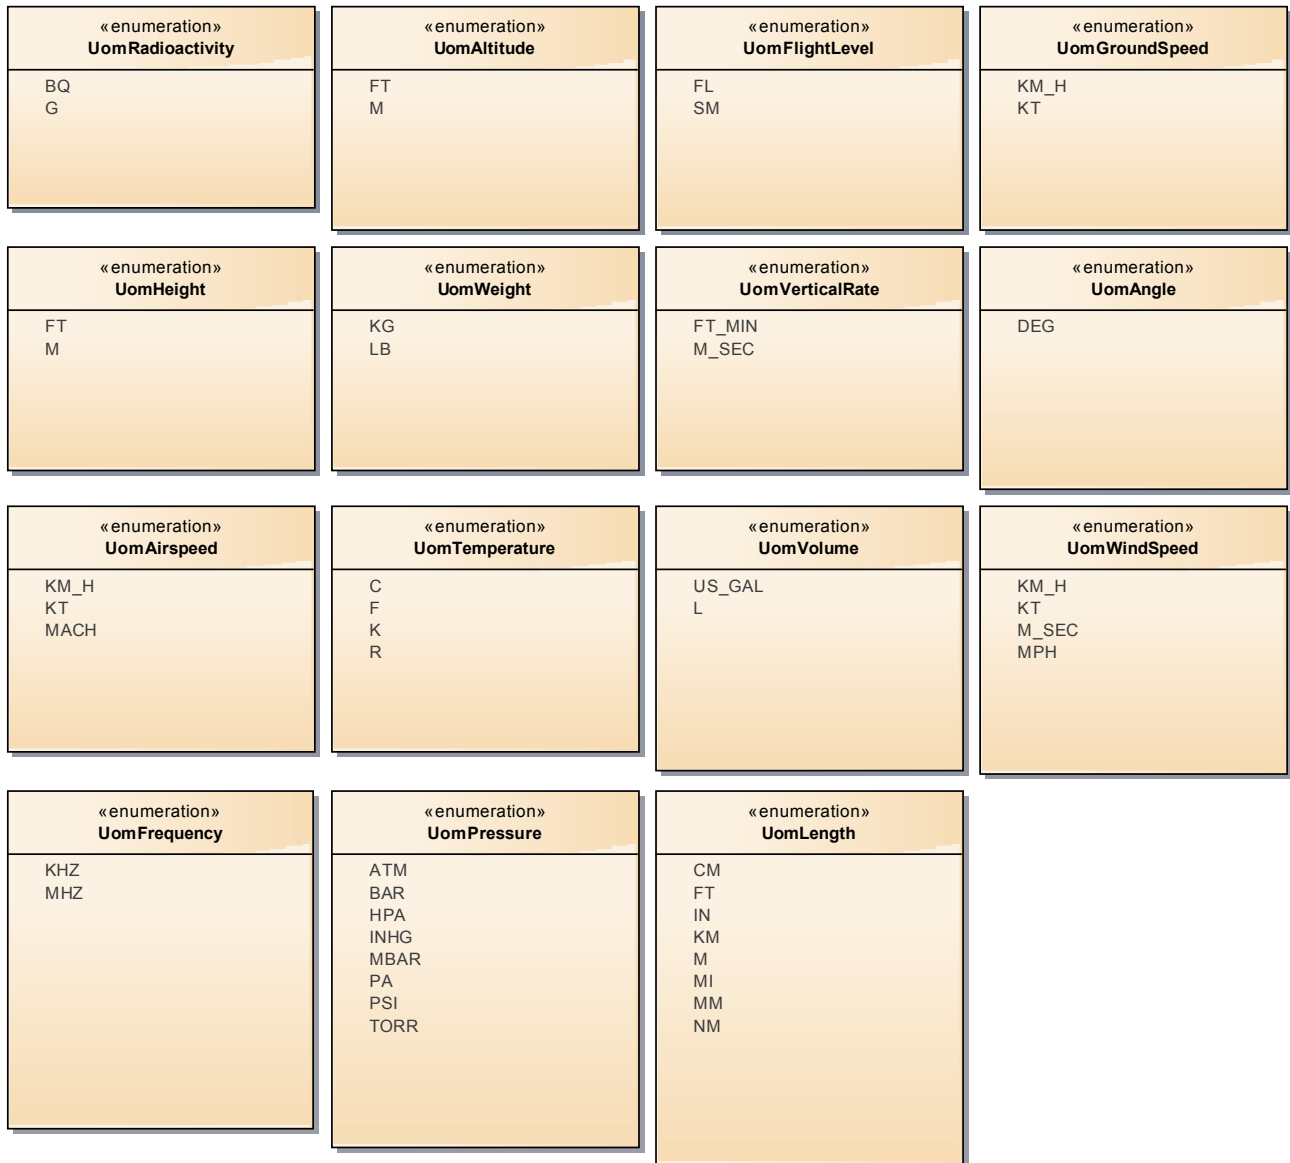 «enumeration»
UomRadioactivity
BQ
G
«enumeration»
UomAltitude
FT
M
«enumeration»
UomFlightLevel
FL
SM
«enumeration»
UomGroundSpeed
KM_H
KT
«enumeration»
UomHeight
FT
M
«enumeration»
UomWeight
KG
LB
«enumeration»
UomVerticalRate
FT_MIN
M_SEC
«enumeration»
UomAngle
DEG
«enumeration»
UomAirspeed
KM_H
KT
MACH
«enumeration»
UomTemperature
C
F
K
R
«enumeration»
UomVolume
US_GAL
L
«enumeration»
UomWindSpeed
KM_H
KT
M_SEC
MPH
«enumeration»
UomFrequency
KHZ
MHZ
«enumeration»
UomPressure
ATM
BAR
HPA
INHG
MBAR
PA
PSI
TORR
«enumeration»
UomLength
CM
FT
IN
KM
M
MI
MM
NM